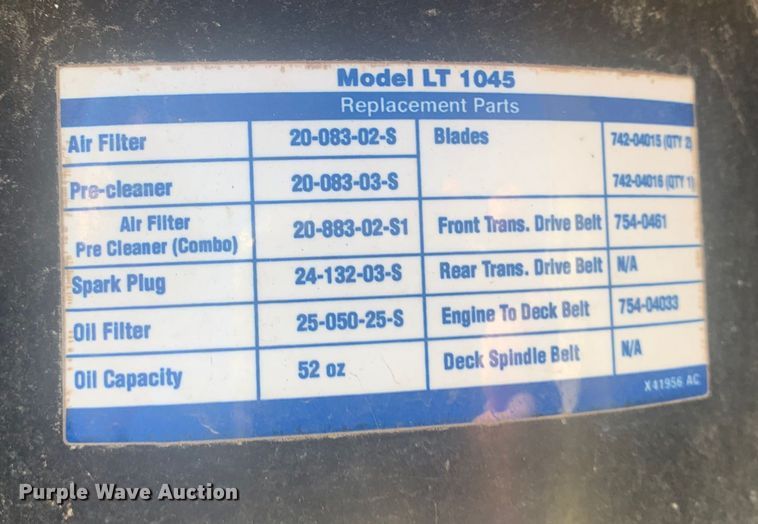 Model LT 1045
Replacement Parts
Air Filter 20-083-02-S Blades 742-04015 (QTY 2)
Pre-cleaner 20-083-03-S 742-04016 (QTY 1)
Air Filter
Pre Cleaner (Combo) 20-883-02-S1 Front Trans. Drive Belt 754-0461
Spark Plug 24-132-03-S Rear Trans. Drive Belt N/A
Oil Filter 25-050-25-S Engine To Deck Belt 754-04033
Oil Capacity 52 oz Deck Spindle Belt N/A
X41956 AC
Purple Wave Auction